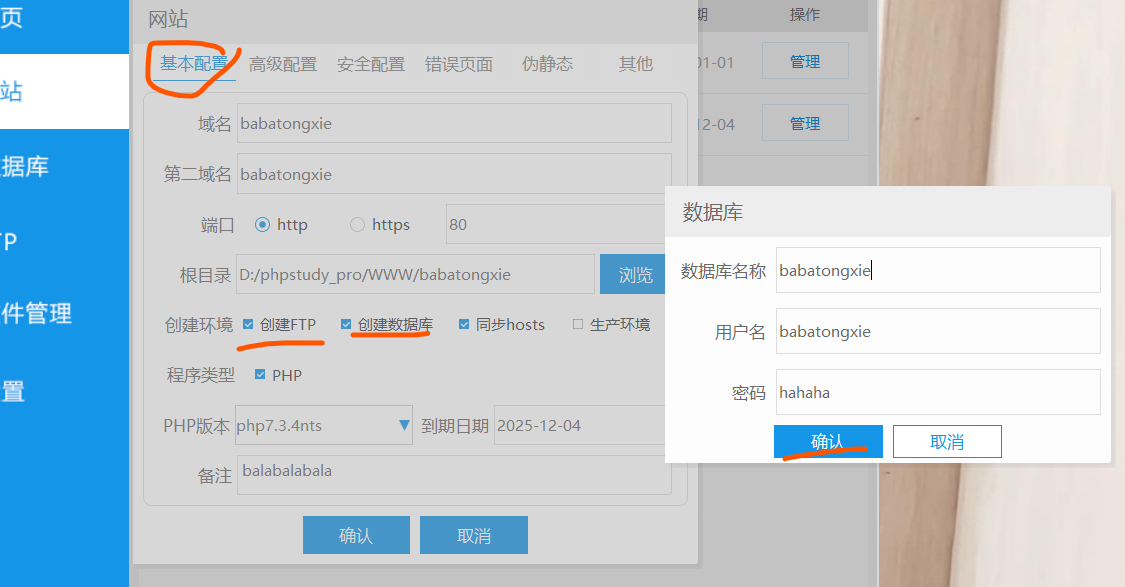 页
站
据库
P
件管理
置
网站
基本配置 高级配置 安全配置 错误页面 伪静态 其他
域名 babatongxie
第二域名 babatongxie
端口 http https 80
根目录 D:/phpstudy_pro/WWW/babatongxie 浏览
创建环境 创建FTP 创建数据库 同步hosts 生产环境
程序类型 PHP
PHP版本 php7.3.4nts 到期日期 2025-12-04
备注 balabalabala
确认 取消
期 操作
01-01 管理
12-04 管理
数据库
数据库名称 babatongxie
用户名 babatongxie
密码 hahaha
确认 取消